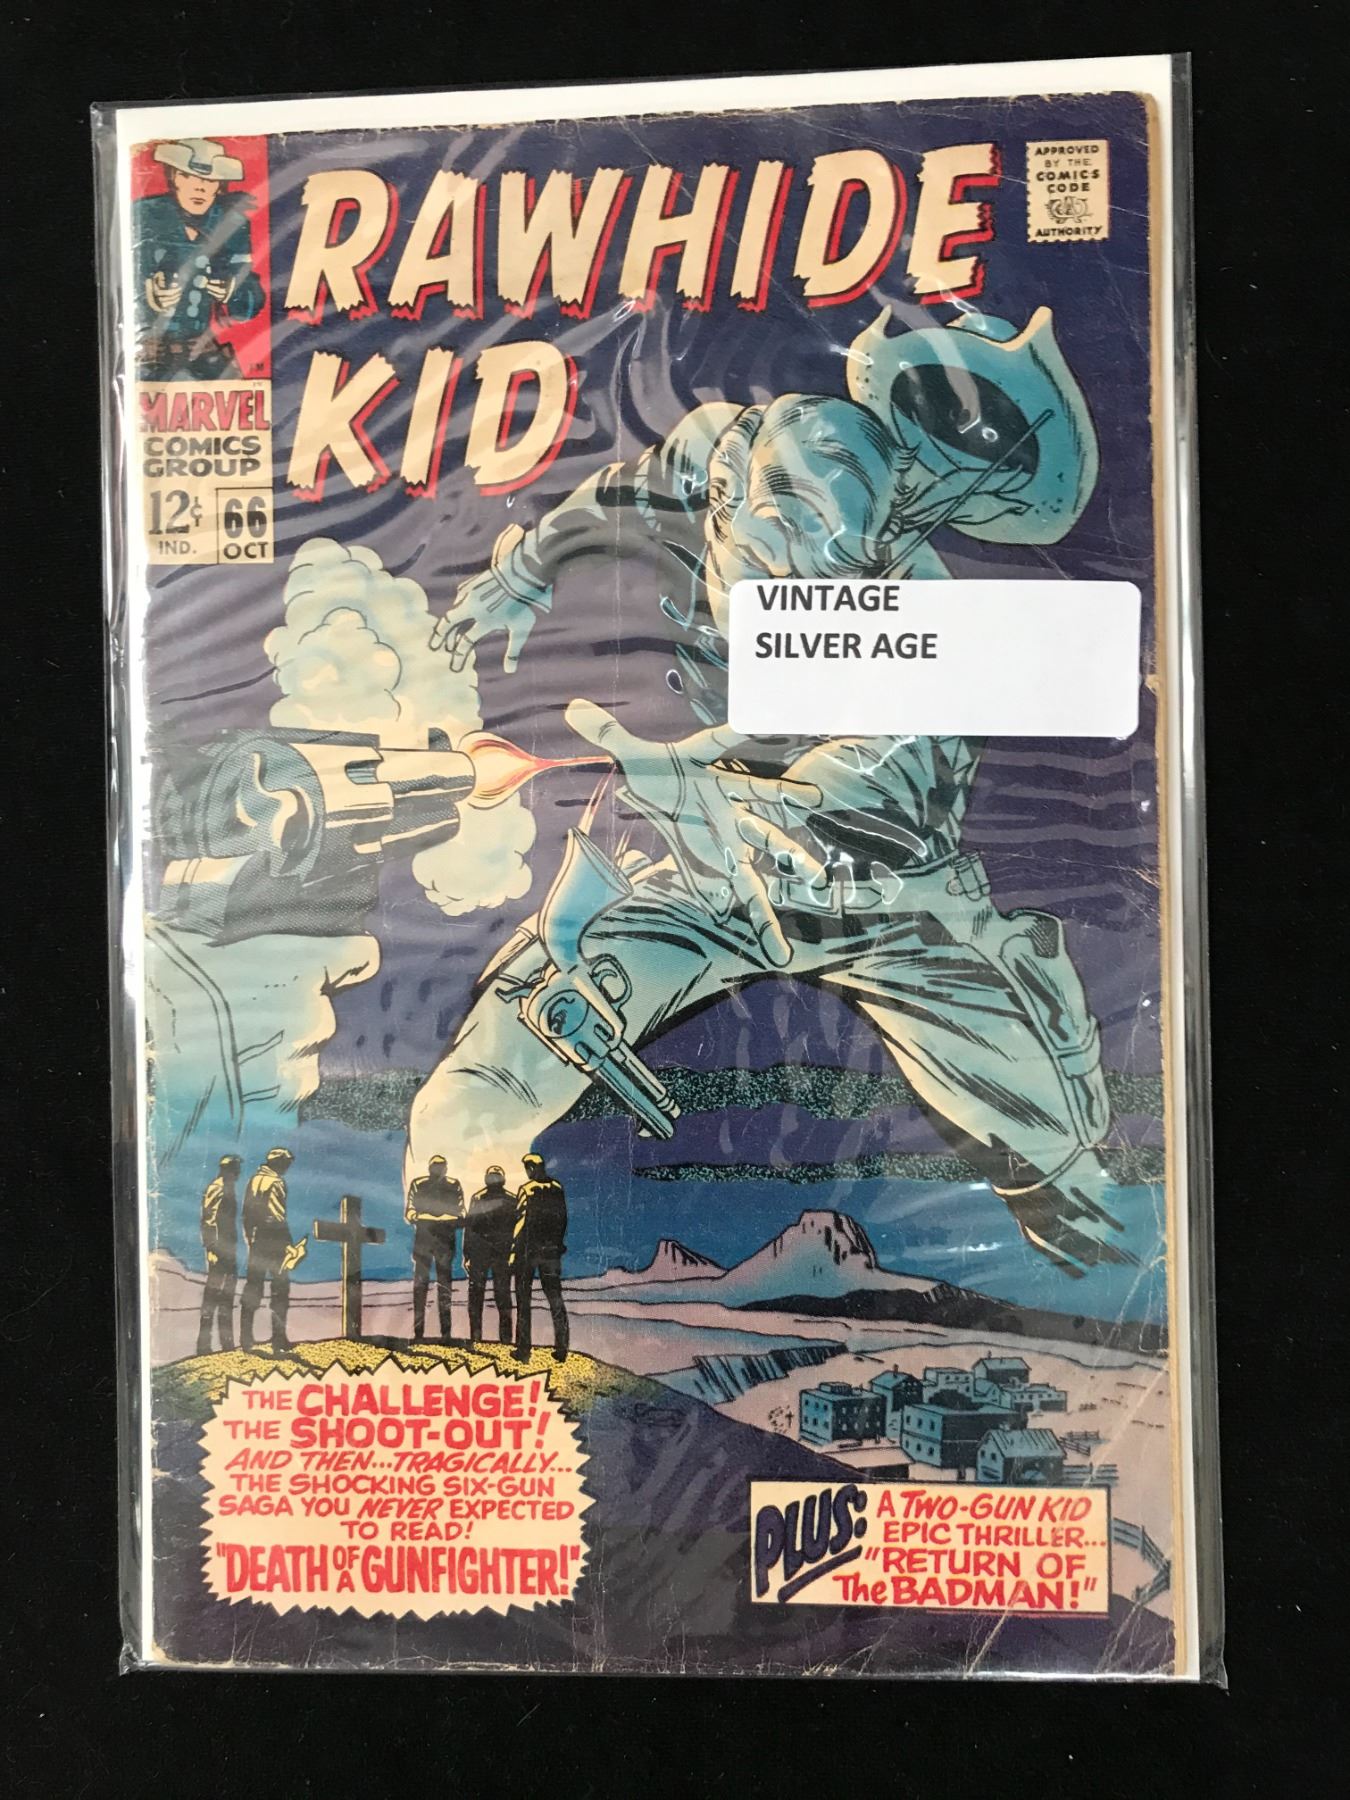 RAWHIDE
KID
APPROVED
BY THE
COMICS
CODE
AUTHORITY
MARVEL
COMICS
GROUP
12¢
IND.
66
OCT
VINTAGE
SILVER AGE
THE CHALLENGE!
THE SHOOT-OUT!
AND THEN...TRAGICALLY...
THE SHOCKING SIX-GUN
SAGA YOU NEVER EXPECTED
TO READ!
"DEATH OF A GUNFIGHTER!"
PLUS:
A TWO-GUN KID
EPIC THRILLER...
"RETURN OF
The BADMAN!"